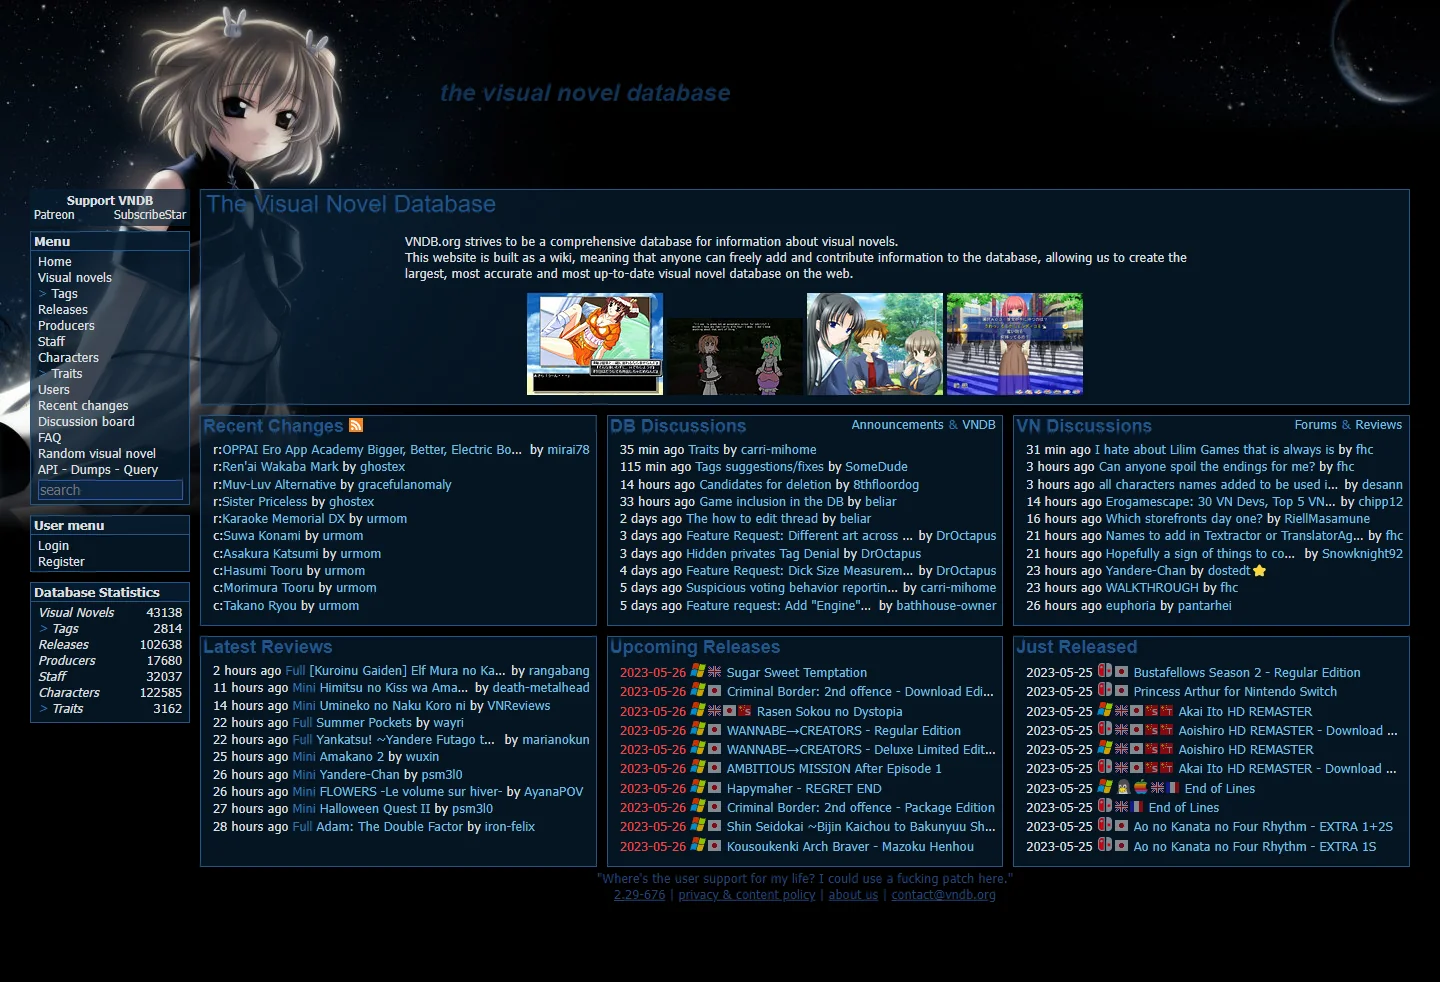 the visual novel database
Support VNDB
Patreon SubscribeStar
Menu
Home
Visual novels
> Tags
Releases
Producers
Staff
Characters
> Traits
Users
Recent changes
Discussion board
FAQ
Random visual novel
API - Dumps - Query
search
User menu
Login
Register
Database Statistics
Visual Novels 43138
> Tags 2814
Releases 102638
Producers 17680
Staff 32037
Characters 122585
> Traits 3162
The Visual Novel Database
VNDB.org strives to be a comprehensive database for information about visual novels.
This website is built as a wiki, meaning that anyone can freely add and contribute information to the database, allowing us to create the
largest, most accurate and most up-to-date visual novel database on the web.
Recent Changes
r:OPPAI Ero App Academy Bigger, Better, Electric Bo... by mirai78
r:Ren'ai Wakaba Mark by ghostex
r:Muv-Luv Alternative by gracefulanomaly
r:Sister Priceless by ghostex
r:Karaoke Memorial DX by urmom
c:Suwa Konami by urmom
c:Asakura Katsumi by urmom
c:Hasumi Tooru by urmom
c:Morimura Tooru by urmom
c:Takano Ryou by urmom
DB Discussions
Announcements & VNDB
35 min ago Traits by carri-mihome
115 min ago Tags suggestions/fixes by SomeDude
14 hours ago Candidates for deletion by 8thfloordog
33 hours ago Game inclusion in the DB by beliar
2 days ago The how to edit thread by beliar
3 days ago Feature Request: Different art across ... by DrOctapus
3 days ago Hidden privates Tag Denial by DrOctapus
4 days ago Feature Request: Dick Size Measurem... by DrOctapus
5 days ago Suspicious voting behavior reportin... by carri-mihome
5 days ago Feature request: Add "Engine"... by bathhouse-owner
VN Discussions
Forums & Reviews
31 min ago I hate about Lilim Games that is always is by fhc
3 hours ago Can anyone spoil the endings for me? by fhc
3 hours ago all characters names added to be used i... by desann
14 hours ago Erogamescape: 30 VN Devs, Top 5 VN... by chipp12
16 hours ago Which storefronts day one? by RiellMasamune
21 hours ago Names to add in Textractor or TranslatorAg... by fhc
21 hours ago Hopefully a sign of things to co... by Snowknight92
23 hours ago Yandere-Chan by dostedt
23 hours ago WALKTHROUGH by fhc
26 hours ago euphoria by pantarhei
Latest Reviews
2 hours ago Full [Kuroinu Gaiden] Elf Mura no Ka... by rangabang
11 hours ago Mini Himitsu no Kiss wa Ama... by death-metalhead
14 hours ago Mini Umineko no Naku Koro ni by VNReviews
22 hours ago Full Summer Pockets by wayri
22 hours ago Full Yankatsu! ~Yandere Futago t... by marianokun
25 hours ago Mini Amakano 2 by wuxin
26 hours ago Mini Yandere-Chan by psm3l0
26 hours ago Mini FLOWERS -Le volume sur hiver- by AyanaPOV
27 hours ago Mini Halloween Quest II by psm3l0
28 hours ago Full Adam: The Double Factor by iron-felix
Upcoming Releases
2023-05-26 Sugar Sweet Temptation
2023-05-26 Criminal Border: 2nd offence - Download Edi...
2023-05-26 Rasen Sokou no Dystopia
2023-05-26 WANNABE→CREATORS - Regular Edition
2023-05-26 WANNABE→CREATORS - Deluxe Limited Edit...
2023-05-26 AMBITIOUS MISSION After Episode 1
2023-05-26 Hapymaher - REGRET END
2023-05-26 Criminal Border: 2nd offence - Package Edition
2023-05-26 Shin Seidokai ~Bijin Kaichou to Bakunyuu Sh...
2023-05-26 Kousoukenki Arch Braver - Mazoku Henhou
Just Released
2023-05-25 Bustafellows Season 2 - Regular Edition
2023-05-25 Princess Arthur for Nintendo Switch
2023-05-25 Akai Ito HD REMASTER
2023-05-25 Aoishiro HD REMASTER - Download ...
2023-05-25 Aoishiro HD REMASTER
2023-05-25 Akai Ito HD REMASTER - Download ...
2023-05-25 End of Lines
2023-05-25 End of Lines
2023-05-25 Ao no Kanata no Four Rhythm - EXTRA 1+2S
2023-05-25 Ao no Kanata no Four Rhythm - EXTRA 1S
"Where's the user support for my life? I could use a fucking patch here."
2.29-676 | privacy & content policy | about us | contact@vndb.org